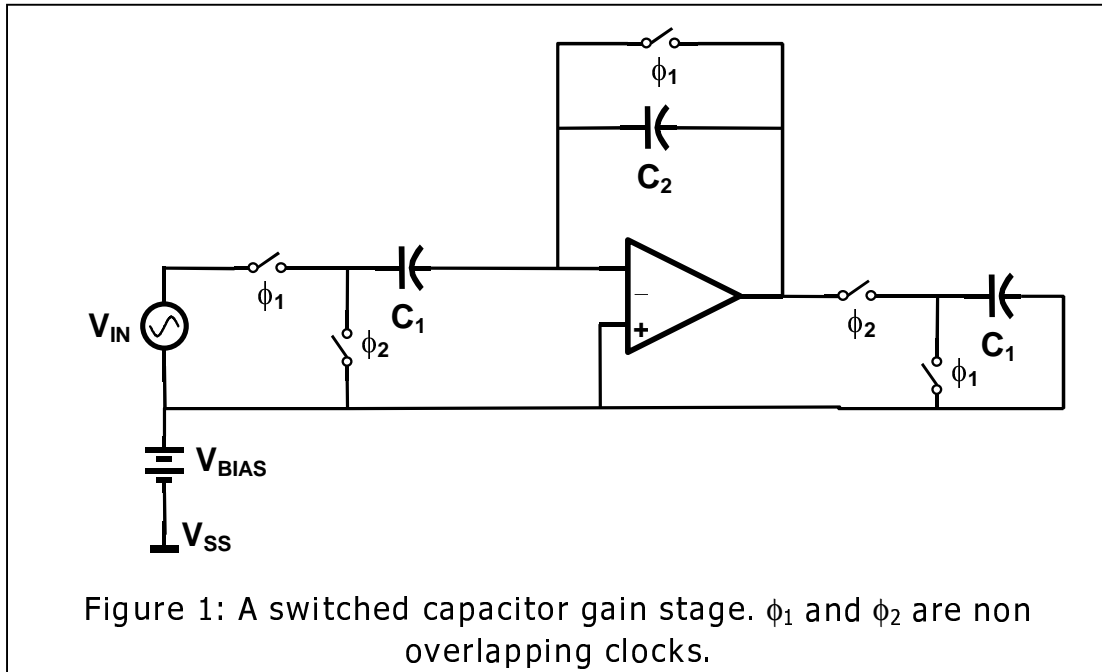 ϕ1
C2
ϕ1
C1
VIN
ϕ2
−
+
ϕ2
C1
ϕ1
VBIAS
VSS
Figure 1: A switched capacitor gain stage. ϕ1 and ϕ2 are non
overlapping clocks.